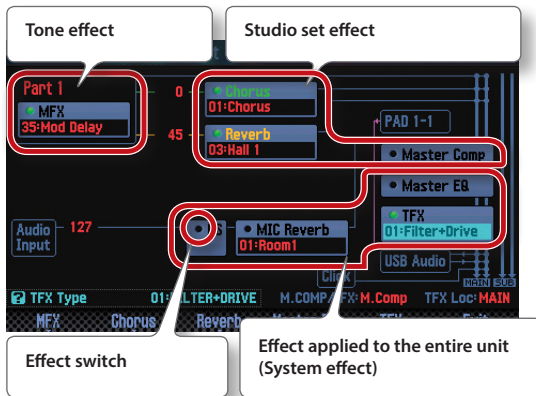 Tone effect
Studio set effect
Part 1
0
Chorus
01:Chorus
MFX
35:Mod Delay
45
Reverb
03:Hall 1
PAD 1-1
Master Comp
Master EQ
Audio
Input
127
S
MIC Reverb
01:Room1
TFX
01:Filter+Drive
USB Audio
Click
MAIN SUB
TFX Type
M.Comp
TFX Loc:MAIN
MFX
Chorus
Reverb
Effect switch
Effect applied to the entire unit
(System effect)